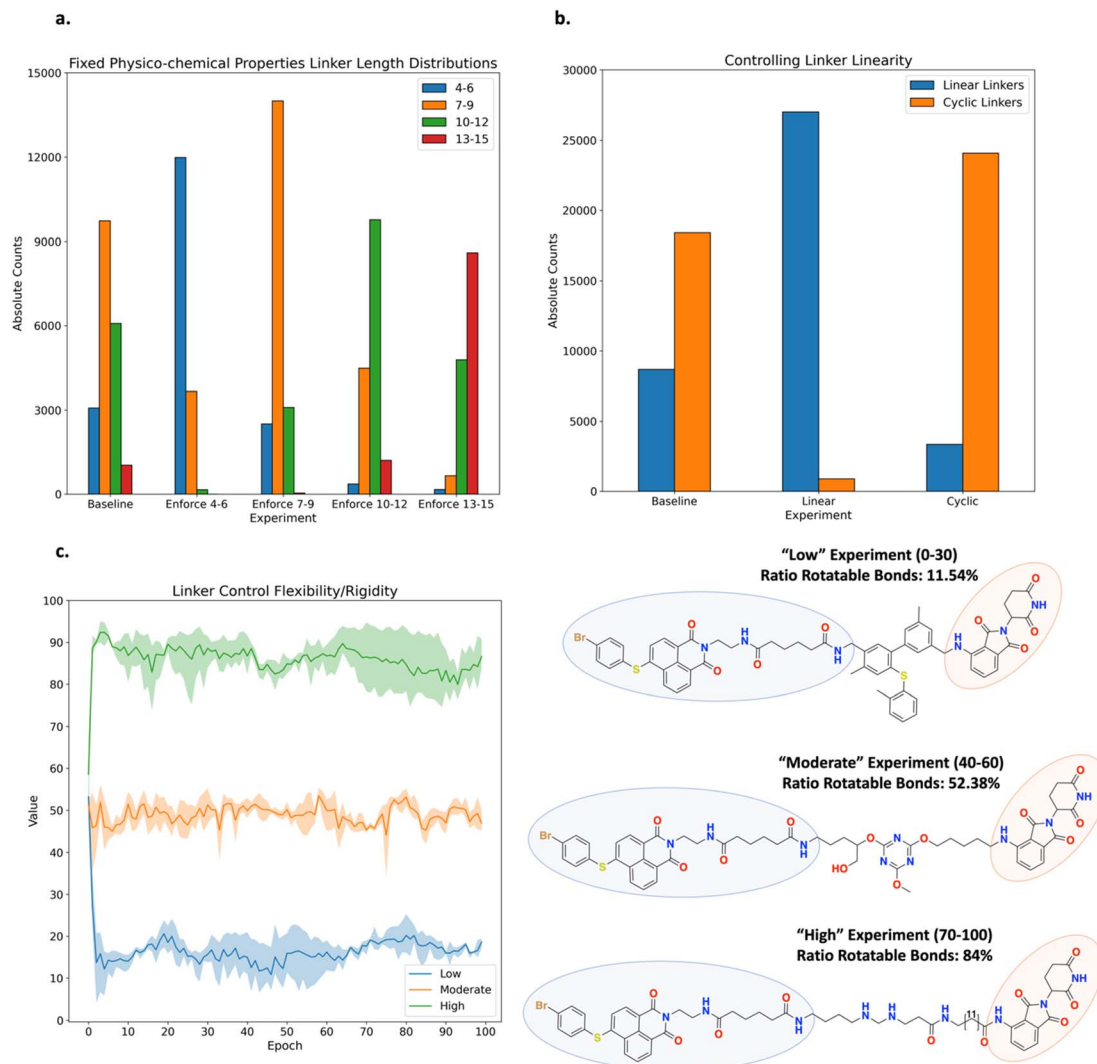 a.
Fixed Physico-chemical Properties Linker Length Distributions
15000
12000
9000
6000
3000
0
Absolute Counts
4-6
7-9
10-12
13-15
Baseline
Enforce 4-6
Enforce 7-9
Enforce 10-12
Enforce 13-15
Experiment
b.
Controlling Linker Linearity
30000
25000
20000
15000
10000
5000
0
Absolute Counts
Linear Linkers
Cyclic Linkers
Baseline
Linear
Cyclic
Experiment
c.
Linker Control Flexibility/Rigidity
100
90
80
70
60
50
40
30
20
10
0
Value
Low
Moderate
High
0
10
20
30
40
50
60
70
80
90
100
Epoch
“Low” Experiment (0-30)
Ratio Rotatable Bonds: 11.54%
Br
S
O
O
N
H
N
O
O
N
H
S
H
N
O
O
N
O
NH
O
“Moderate” Experiment (40-60)
Ratio Rotatable Bonds: 52.38%
Br
S
O
O
N
H
N
O
O
N
H
HO
O
N
N
N
O
O
H
N
O
O
N
O
NH
O
“High” Experiment (70-100)
Ratio Rotatable Bonds: 84%
Br
S
O
O
N
H
N
O
O
N
H
H
N
H
N
O
H
N
11
O
H
N
O
O
N
O
NH
O